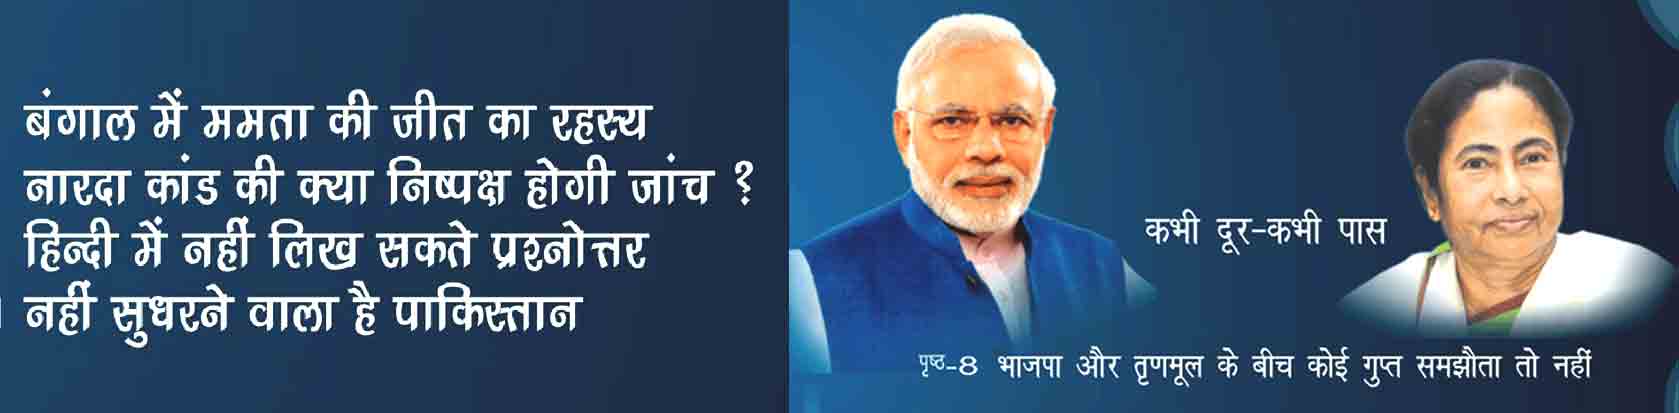 बंगाल में ममता की जीत का रहस्य
नारदा कांड की क्या निष्पक्ष होगी जांच ?
हिन्दी में नहीं लिख सकते प्रश्नोत्तर
नहीं सुधरने वाला है पाकिस्तान
कभी दूर-कभी पास
पृष्ठ-8 भाजपा और तृणमूल के बीच कोई गुप्त समझौता तो नहीं